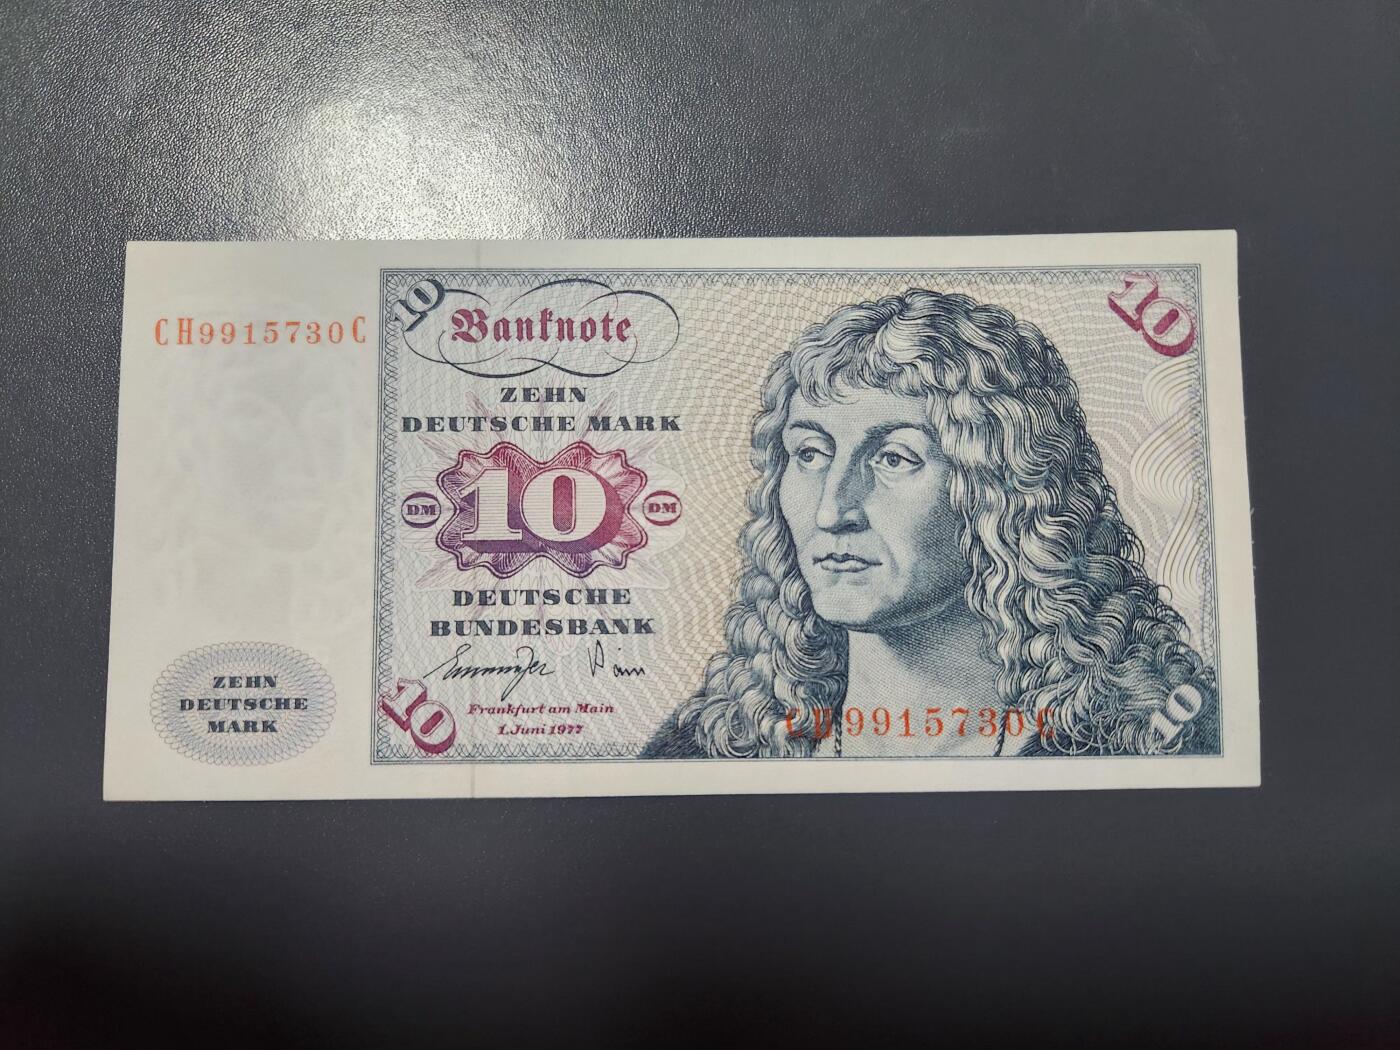 CH9915730C
10
Banknote
10
ZEHN
DEUTSCHE MARK
DM
10
DM
DEUTSCHE
BUNDESBANK
Frankfurt am Main
1. Juni 1977
10
ZEHN
DEUTSCHE
MARK
CH9915730C
10